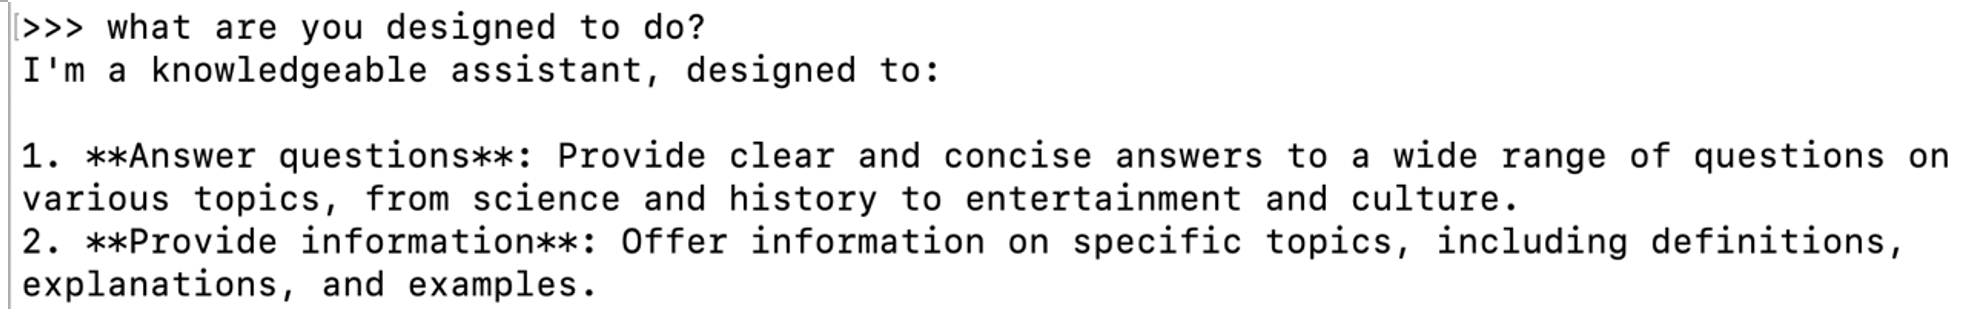 >>> what are you designed to do?
I'm a knowledgeable assistant, designed to:
1. **Answer questions**: Provide clear and concise answers to a wide range of questions on
various topics, from science and history to entertainment and culture.
2. **Provide information**: Offer information on specific topics, including definitions,
explanations, and examples.